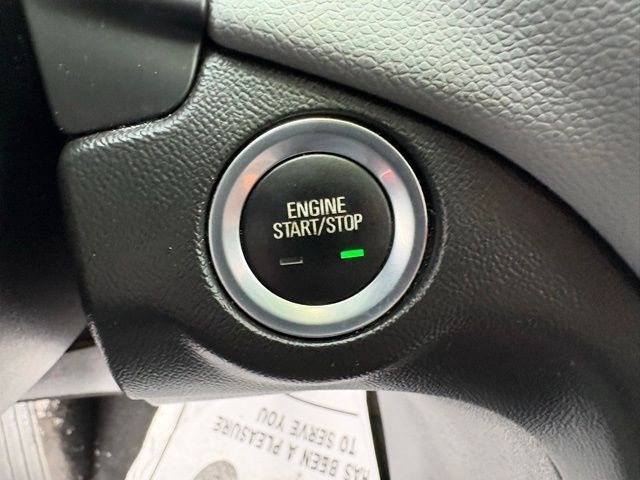 ENGINE
START/STOP
HAS BEEN A PLEASURE
TO SERVE YOU